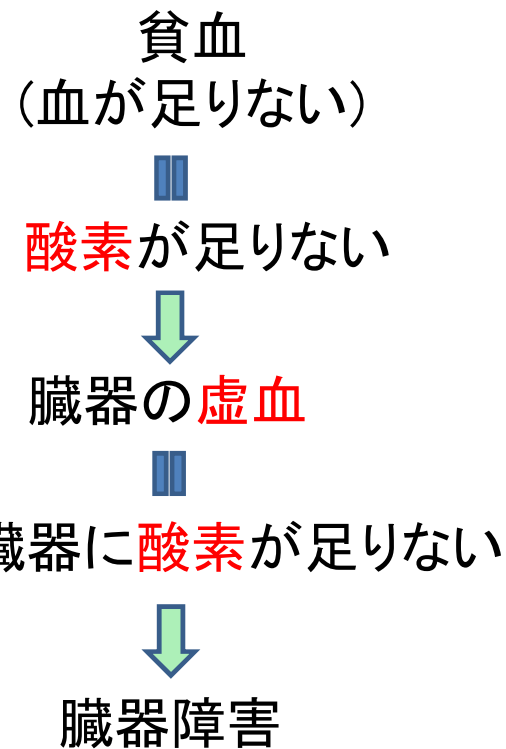 貧血
（血が足りない）
酸素が足りない
臓器の虚血
臓器に酸素が足りない
臓器障害